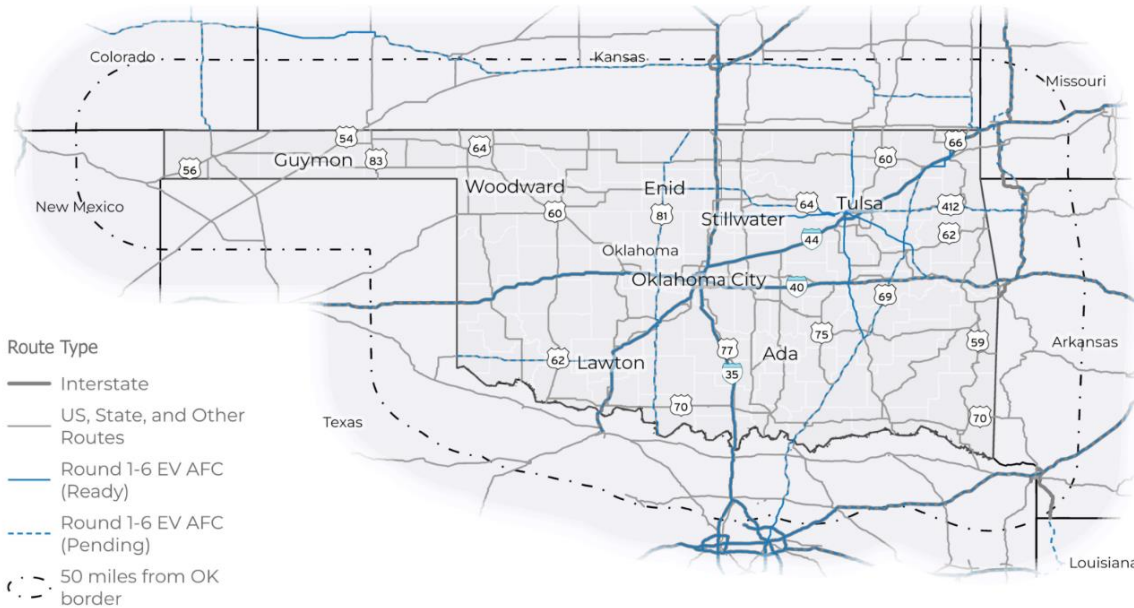 Colorado
Kansas
Missouri
54
66
64
60
Guymon
83
56
Woodward
Enid
New Mexico
60
81
Stillwater
64
Tulsa
412
62
44
Oklahoma
Oklahoma City
40
69
Route Type
Interstate
US, State, and Other
Routes
Round 1-6 EV AFC
(Ready)
Round 1-6 EV AFC
(Pending)
50 miles from OK
border
62
Lawton
77
Ada
75
59
Arkansas
35
70
70
Texas
Louisiana